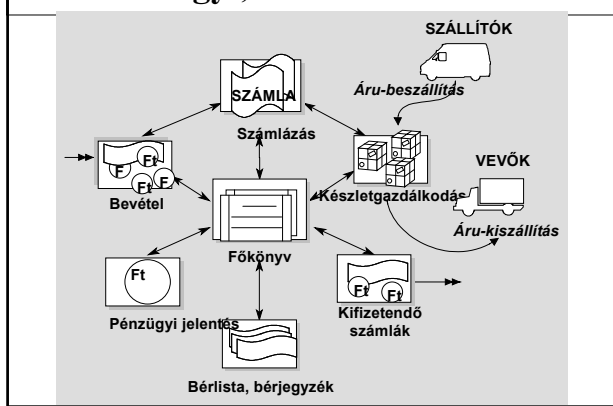 SZÁLLÍTÓK
SZÁMLA
Áru-beszállítás
Számlázás
VEVŐK
Ft
F
Ft
F
Bevétel
Készletgazdálkodás
Áru-kiszállítás
Főkönyv
Ft
Ft
Ft
Pénzügyi jelentés
Kifizetendő
számlák
Bérlista, bérjegyzék